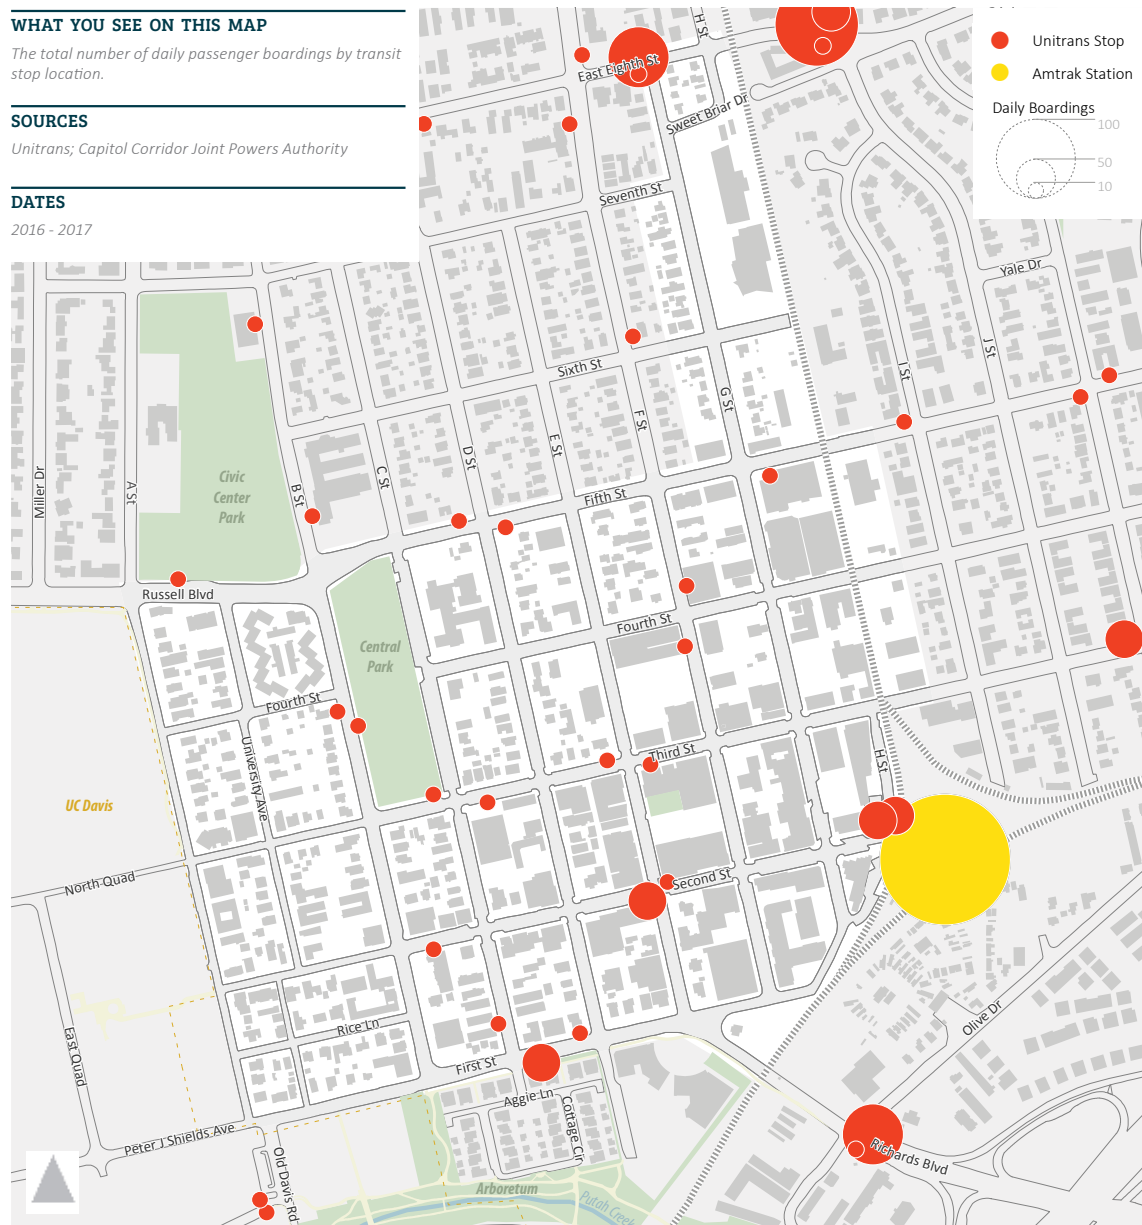 WHAT YOU SEE ON THIS MAP
The total number of daily passenger boardings by transit
stop location.
SOURCES
Unitrans; Capitol Corridor Joint Powers Authority
DATES
2016 - 2017
Unitrans Stop
Amtrak Station
Daily Boardings
100
50
10
H St
East Eighth St
Sweet Briar Dr
Seventh St
Yale Dr
J St
I St
Sixth St
G St
F St
E St
D St
C St
B St
A St
Miller Dr
Civic
Center
Park
Fifth St
Russell Blvd
Fourth St
Central
Park
Fourth St
University Ave
Third St
H St
UC Davis
North Quad
Second St
East Quad
Rice Ln
Olive Dr
First St
Aggie Ln
Cottage Cir
Peter J Shields Ave
Old Davis Rd
Richards Blvd
Arboretum
Putah Creek